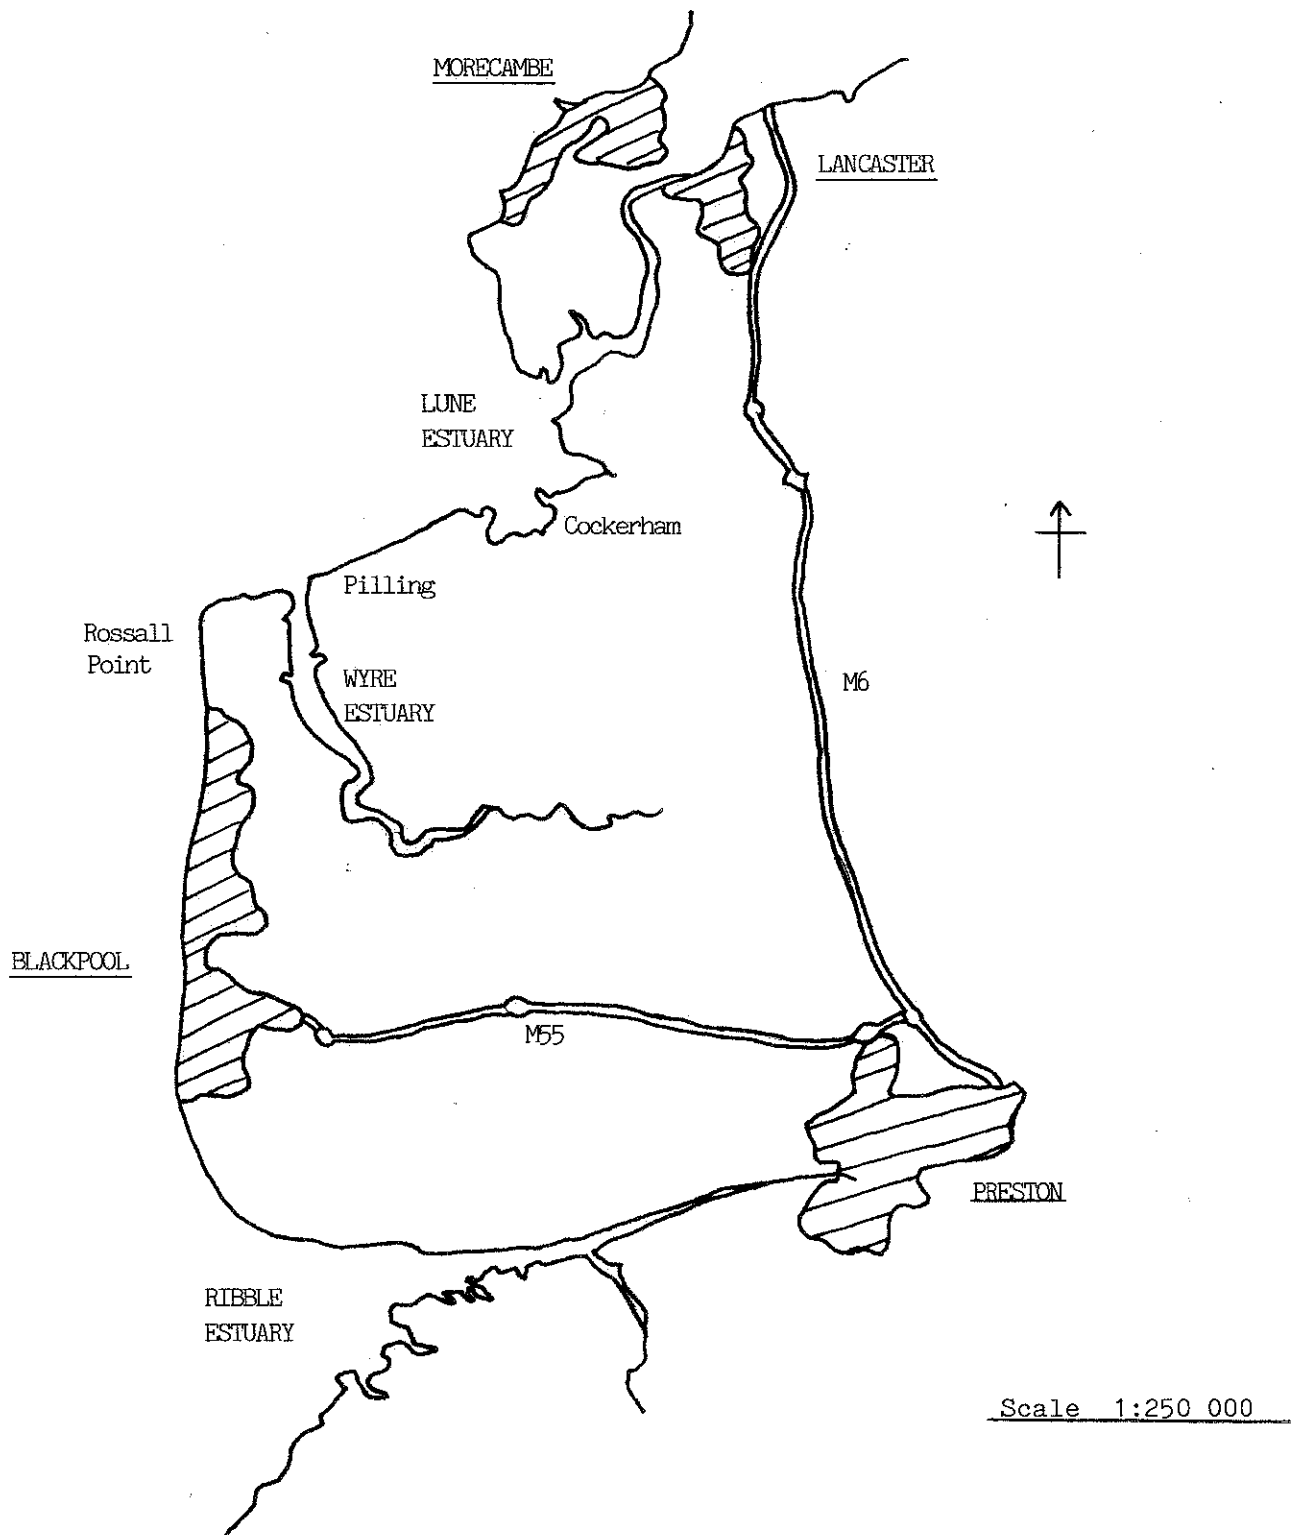 MORECAMBE
LANCASTER
LUNE
ESTUARY
Cockerham
Pilling
Rossall
Point
WYRE
ESTUARY
M6
BLACKPOOL
M55
PRESTON
RIBBLE
ESTUARY
Scale 1:250 000